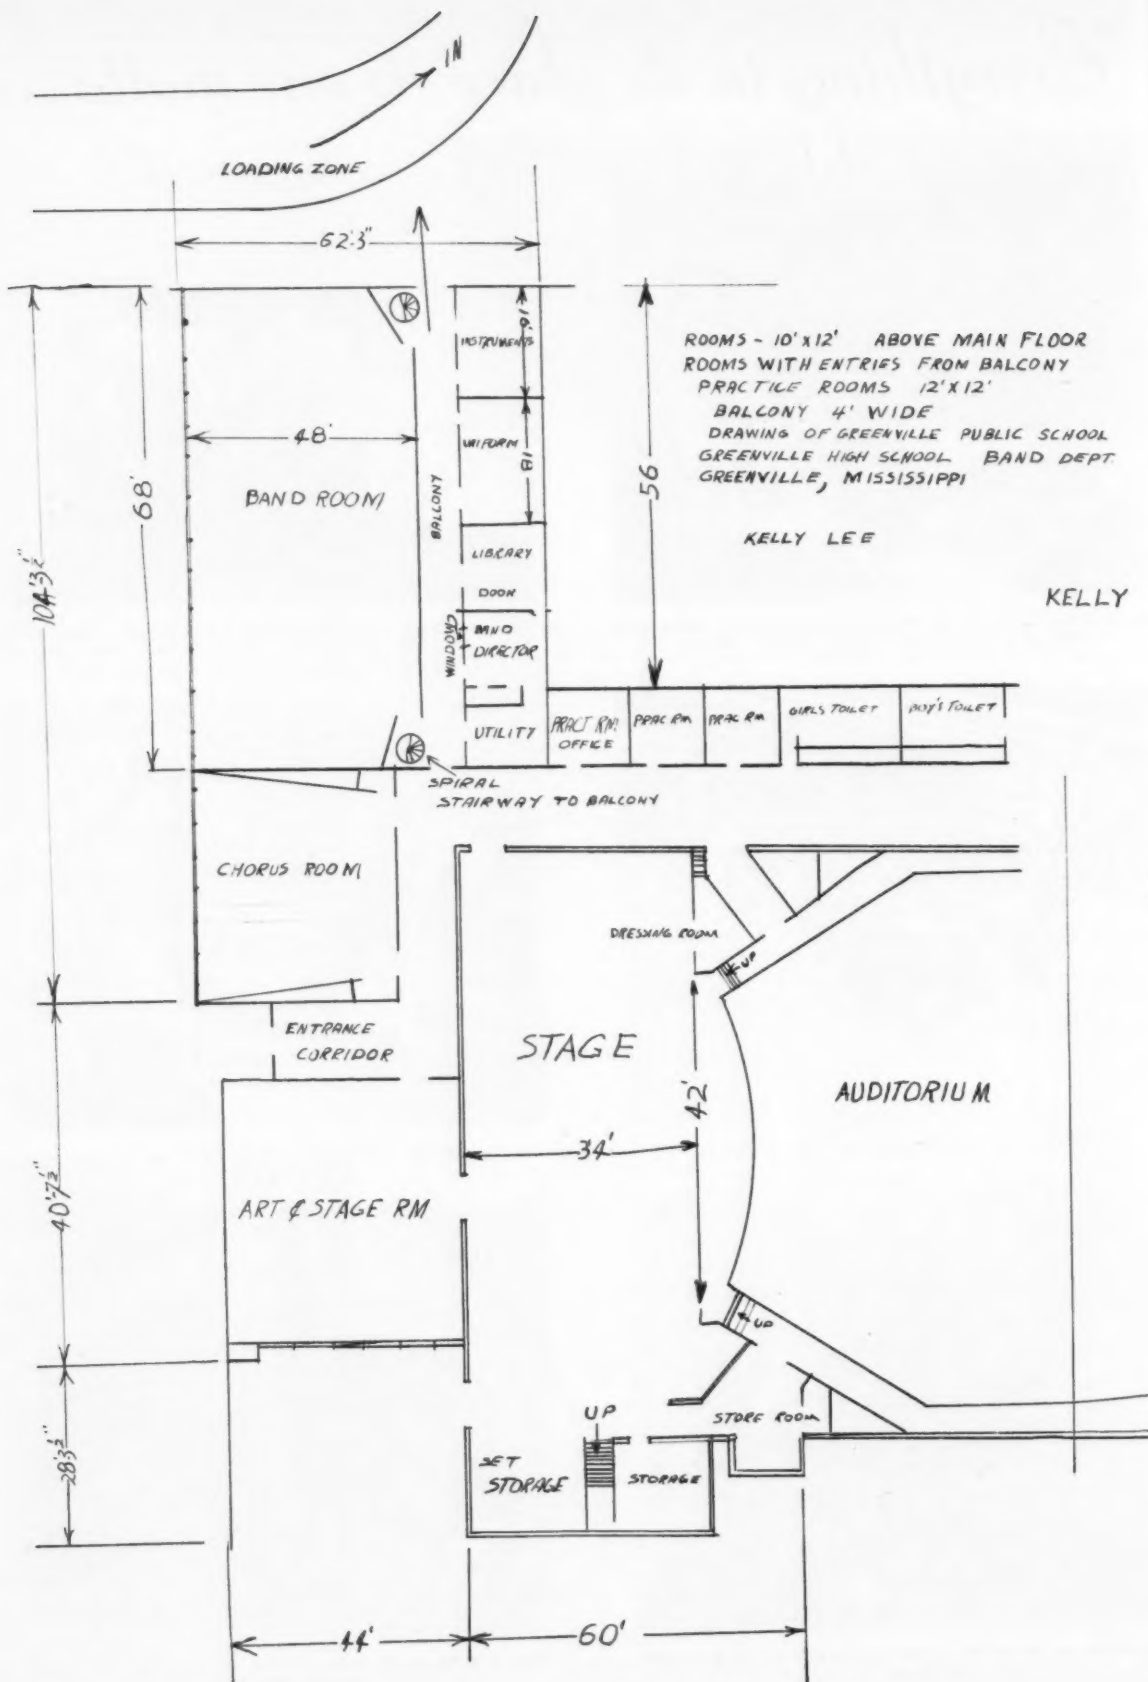 IN
LOADING ZONE
62'3"
16'
INSTRUMENTS
ROOMS - 10' X 12' ABOVE MAIN FLOOR
ROOMS WITH ENTRIES FROM BALCONY
PRACTICE ROOMS 12' X 12'
BALCONY 4' WIDE
DRAWING OF GREENVILLE PUBLIC SCHOOL
GREENVILLE HIGH SCHOOL BAND DEPT.
GREENVILLE, MISSISSIPPI
KELLY LEE
KELLY
48'
UNIFORM
18
56
68'
BAND ROOM
BALCONY
LIBRARY
DOOR
104'3½"
WINDOWS
BAND
DIRECTOR
UTILITY
PRACT RM
OFFICE
PRAC RM
PRAC RM
GIRLS TOILET
BOY'S TOILET
SPIRAL
STAIRWAY TO BALCONY
CHORUS ROOM
DRESSING ROOM
UP
ENTRANCE
CORRIDOR
STAGE
AUDITORIUM
42'
34'
40'7½"
ART & STAGE RM
UP
STORE ROOM
UP
28'3½"
SET
STORAGE
STORAGE
44'
60'